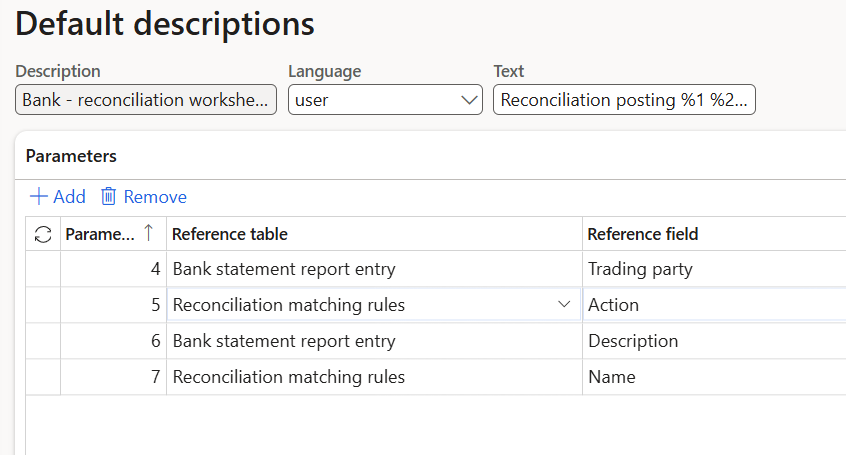 Default descriptions
Description Language Text
Bank - reconciliation workshe... user Reconciliation posting %1 %2...
Parameters
Add Remove
Parame... Reference table Reference field
4 Bank statement report entry Trading party
5 Reconciliation matching rules Action
6 Bank statement report entry Description
7 Reconciliation matching rules Name